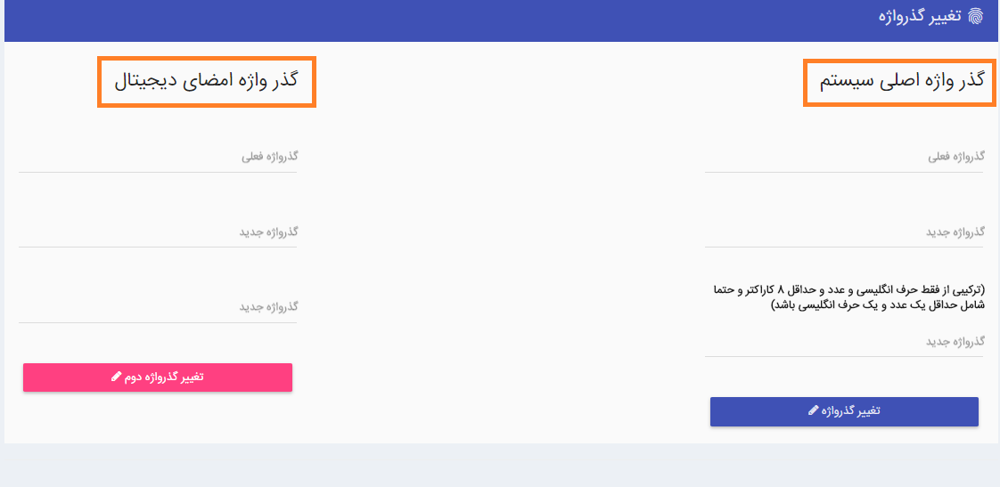 تغییر گذرواژه
گذر واژه اصلی سیستم
گذرواژه فعلی
گذرواژه جدید
(ترکیبی از فقط حرف انگلیسی و عدد و حداقل ۸ کاراکتر و حتما
شامل حداقل یک عدد و یک حرف انگلیسی باشد)
گذرواژه جدید
تغییر گذرواژه
گذر واژه امضای دیجیتال
گذرواژه فعلی
گذرواژه جدید
گذرواژه جدید
تغییر گذرواژه دوم